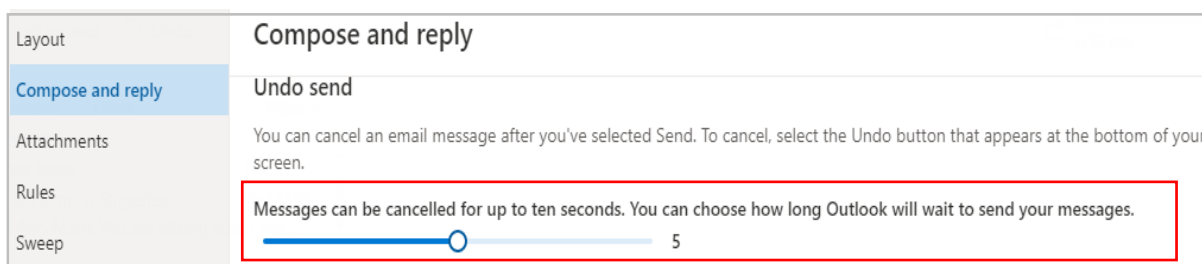 Layout
Compose and reply
Attachments
Rules
Sweep
Compose and reply
Undo send
You can cancel an email message after you've selected Send. To cancel, select the Undo button that appears at the bottom of your
screen.
Messages can be cancelled for up to ten seconds. You can choose how long Outlook will wait to send your messages.
5